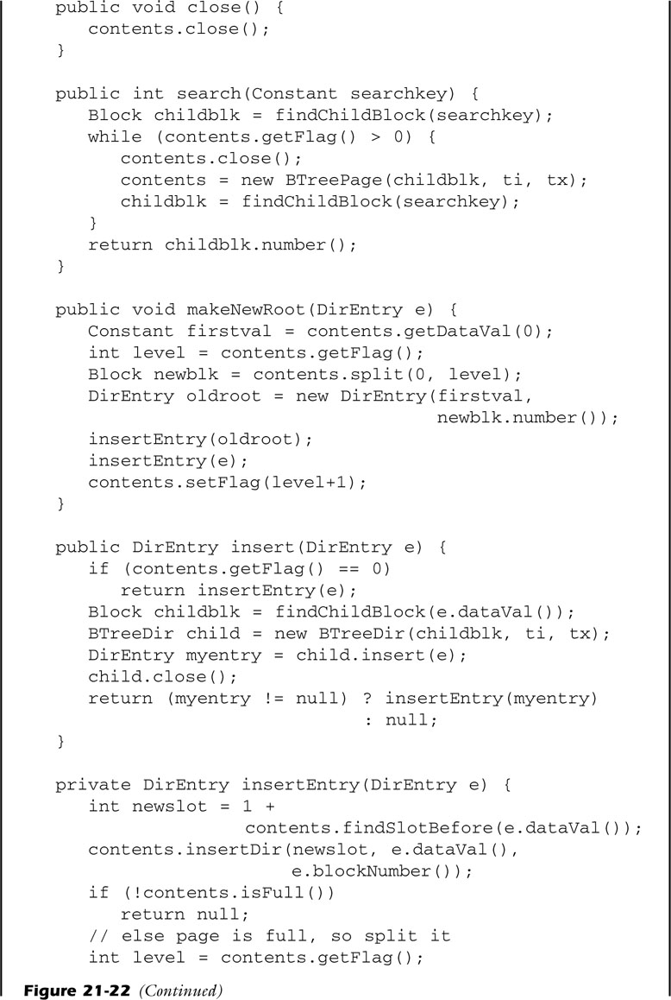 public void close() {
   contents.close();
}

public int search(Constant searchkey) {
   Block childblk = findChildBlock(searchkey);
   while (contents.getFlag() > 0) {
      contents.close();
      contents = new BTreePage(childblk, ti, tx);
      childblk = findChildBlock(searchkey);
   }
   return childblk.number();
}

public void makeNewRoot(DirEntry e) {
   Constant firstval = contents.getDataVal(0);
   int level = contents.getFlag();
   Block newblk = contents.split(0, level);
   DirEntry oldroot = new DirEntry(firstval,
                                   newblk.number());
   insertEntry(oldroot);
   insertEntry(e);
   contents.setFlag(level+1);
}

public DirEntry insert(DirEntry e) {
   if (contents.getFlag() == 0)
      return insertEntry(e);
   Block childblk = findChildBlock(e.dataVal());
   BTreeDir child = new BTreeDir(childblk, ti, tx);
   DirEntry myentry = child.insert(e);
   child.close();
   return (myentry != null) ? insertEntry(myentry)
                            : null;
}

private DirEntry insertEntry(DirEntry e) {
   int newslot = 1 +
                 contents.findSlotBefore(e.dataVal());
   contents.insertDir(newslot, e.dataVal(),
                      e.blockNumber());
   if (!contents.isFull())
      return null;
   // else page is full, so split it
   int level = contents.getFlag();
Figure 21-22 (Continued)